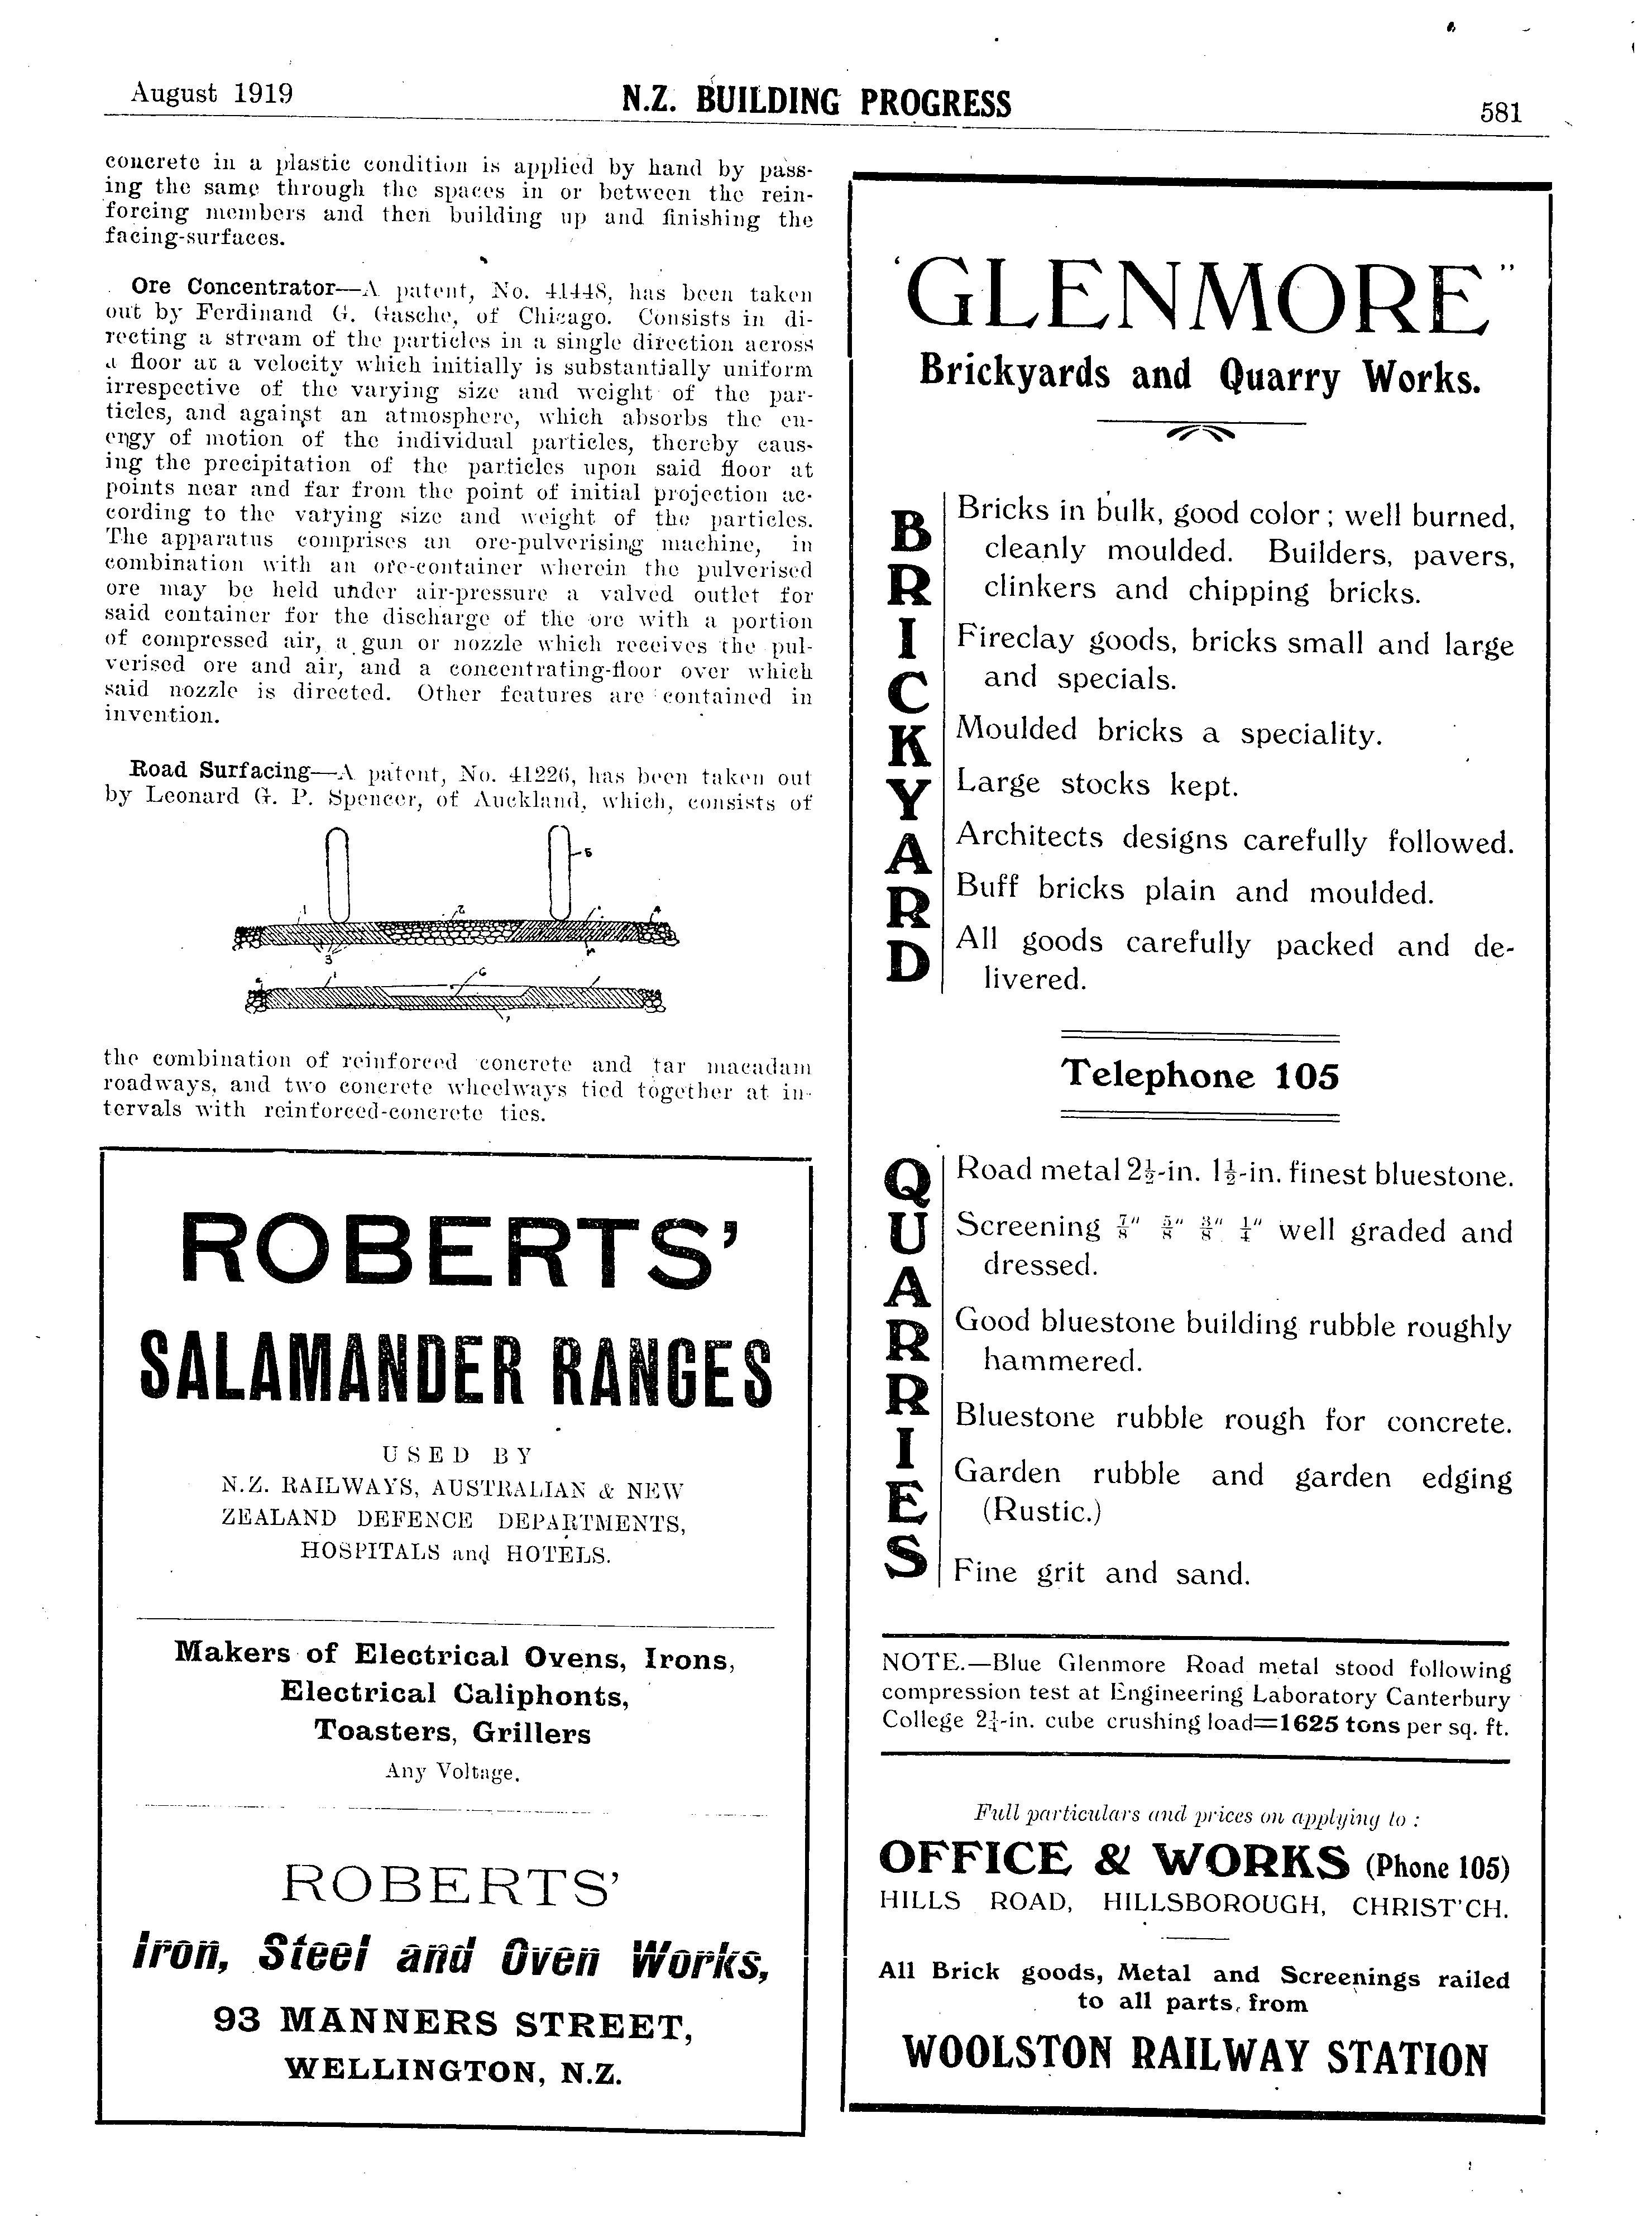 August 1919
N.Z. BUILDING PROGRESS
581
concrete in a plastic condition is applied by hand by pass-
ing the same through the spaces in or between the rein-
forcing members and then building up and finishing the
facing-surfaces.
Ore Concentrator—A patent, No. 41448, has been taken
out by Ferdinand G. Gasche, of Chicago. Consists in di-
recting a stream of the particles in a single direction across
a floor at a velocity which initially is substantially uniform
irrespective of the varying size and weight of the par-
ticles, and against an atmosphere, which absorbs the en-
engy of motion of the individual particles, thereby caus-
ing the precipitation of the particles upon said floor at
points near and far from the point of initial projection ac-
cording to the varying size and weight of the particles.
The apparatus comprises an ore-pulverising machine, in
combination with an ore-container wherein the pulverised
ore may be held under air-pressure a valved outlet for
said container for the discharge of the ore with a portion
of compressed air, a gun or nozzle which receives the pul-
verised ore and air, and a concentrating-floor over which
said nozzle is directed. Other features are contained in
invention.
Road Surfacing—A patent, No. 41226, has been taken out
by Leonard G. P. Spencer, of Auckland, which, consists of
5
1 2
3
6
the combination of reinforced concrete and tar macadam
roadways, and two concrete wheelways tied together at in-
tervals with reinforced-concrete ties.
ROBERTS'
SALAMANDER RANGES
USED BY
N.Z. RAILWAYS, AUSTRALIAN & NEW
ZEALAND DEFENCE DEPARTMENTS,
HOSPITALS and HOTELS.
Makers of Electrical Ovens, Irons,
Electrical Caliphonts,
Toasters, Grillers
Any Voltage.
ROBERTS'
Iron, Steel and Oven Works,
93 MANNERS STREET,
WELLINGTON, N.Z.
'GLENMORE"
Brickyards and Quarry Works.
BRICKYARD
Bricks in bulk, good color; well burned,
cleanly moulded. Builders, pavers,
clinkers and chipping bricks.
Fireclay goods, bricks small and large
and specials.
Moulded bricks a speciality.
Large stocks kept.
Architects designs carefully followed.
Buff bricks plain and moulded.
All goods carefully packed and de-
livered.
Telephone 105
QUARRIES
Road metal 2½-in. 1½-in. finest bluestone.
Screening ⅞" ⅝" ⅜" ¼" well graded and
dressed.
Good bluestone building rubble roughly
hammered.
Bluestone rubble rough for concrete.
Garden rubble and garden edging
(Rustic.)
Fine grit and sand.
NOTE.—Blue Glenmore Road metal stood following
compression test at Engineering Laboratory Canterbury
College 2¼-in. cube crushing load=1625 tons per sq. ft.
Full particulars and prices on applying to :
OFFICE & WORKS (Phone 105)
HILLS ROAD, HILLSBOROUGH, CHRIST'CH.
All Brick goods, Metal and Screenings railed
to all parts, from
WOOLSTON RAILWAY STATION